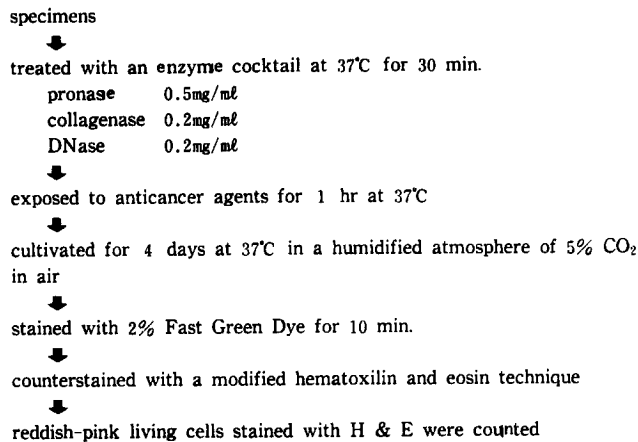 specimens
treated with an enzyme cocktail at 37℃ for 30 min.
pronase 0.5mg/mℓ
collagenase 0.2mg/mℓ
DNase 0.2mg/mℓ
exposed to anticancer agents for 1 hr at 37℃
cultivated for 4 days at 37℃ in a humidified atmosphere of 5% CO₂
in air
stained with 2% Fast Green Dye for 10 min.
counterstained with a modified hematoxilin and eosin technique
reddish-pink living cells stained with H & E were counted